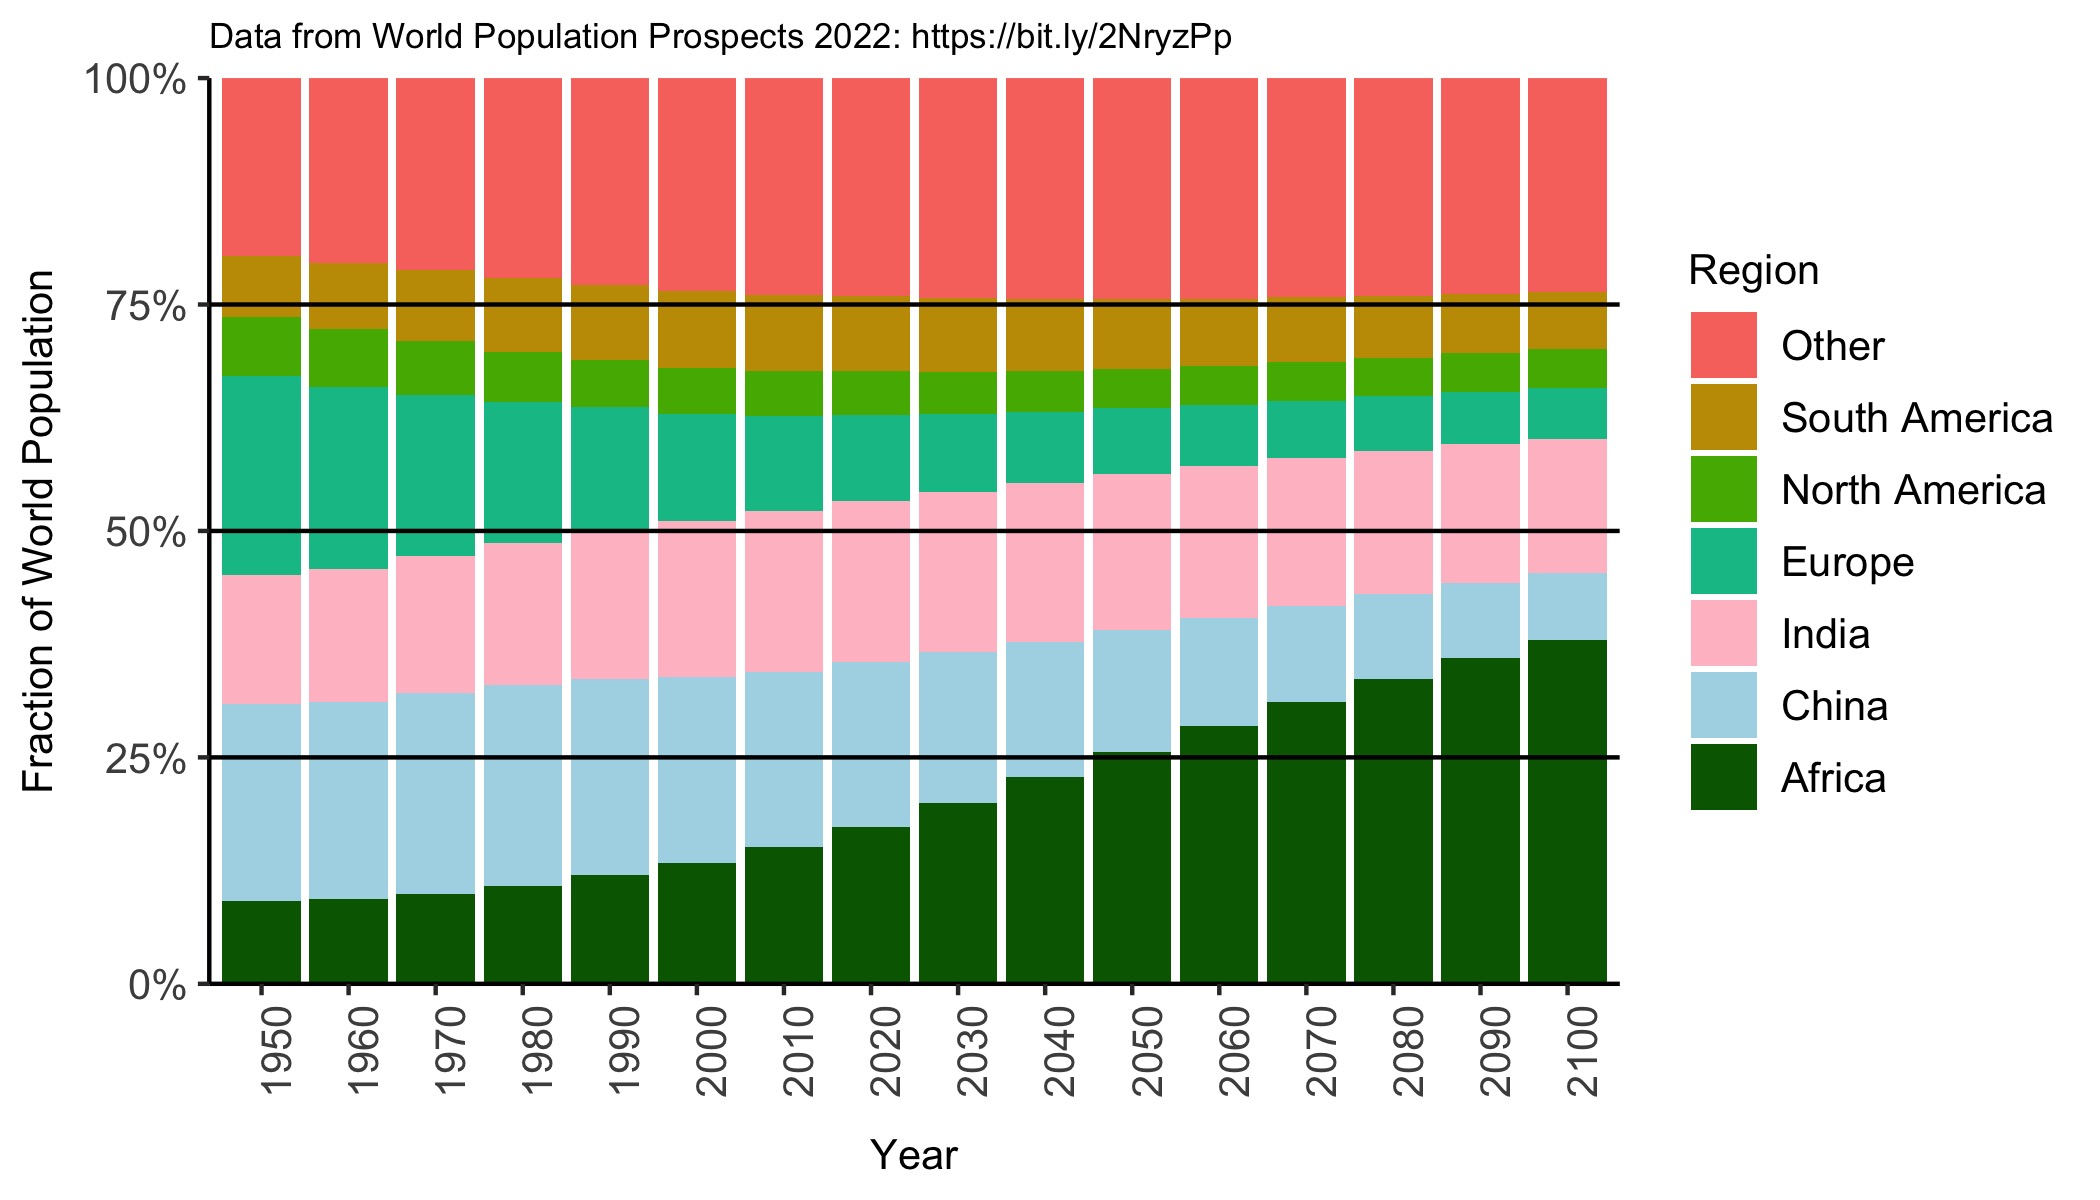 Data from World Population Prospects 2022: https://bit.ly/2NryzPp
100%
75%
50%
25%
0%
Fraction of World Population
1950
1960
1970
1980
1990
2000
2010
2020
2030
2040
2050
2060
2070
2080
2090
2100
Year
Region
Other
South America
North America
Europe
India
China
Africa